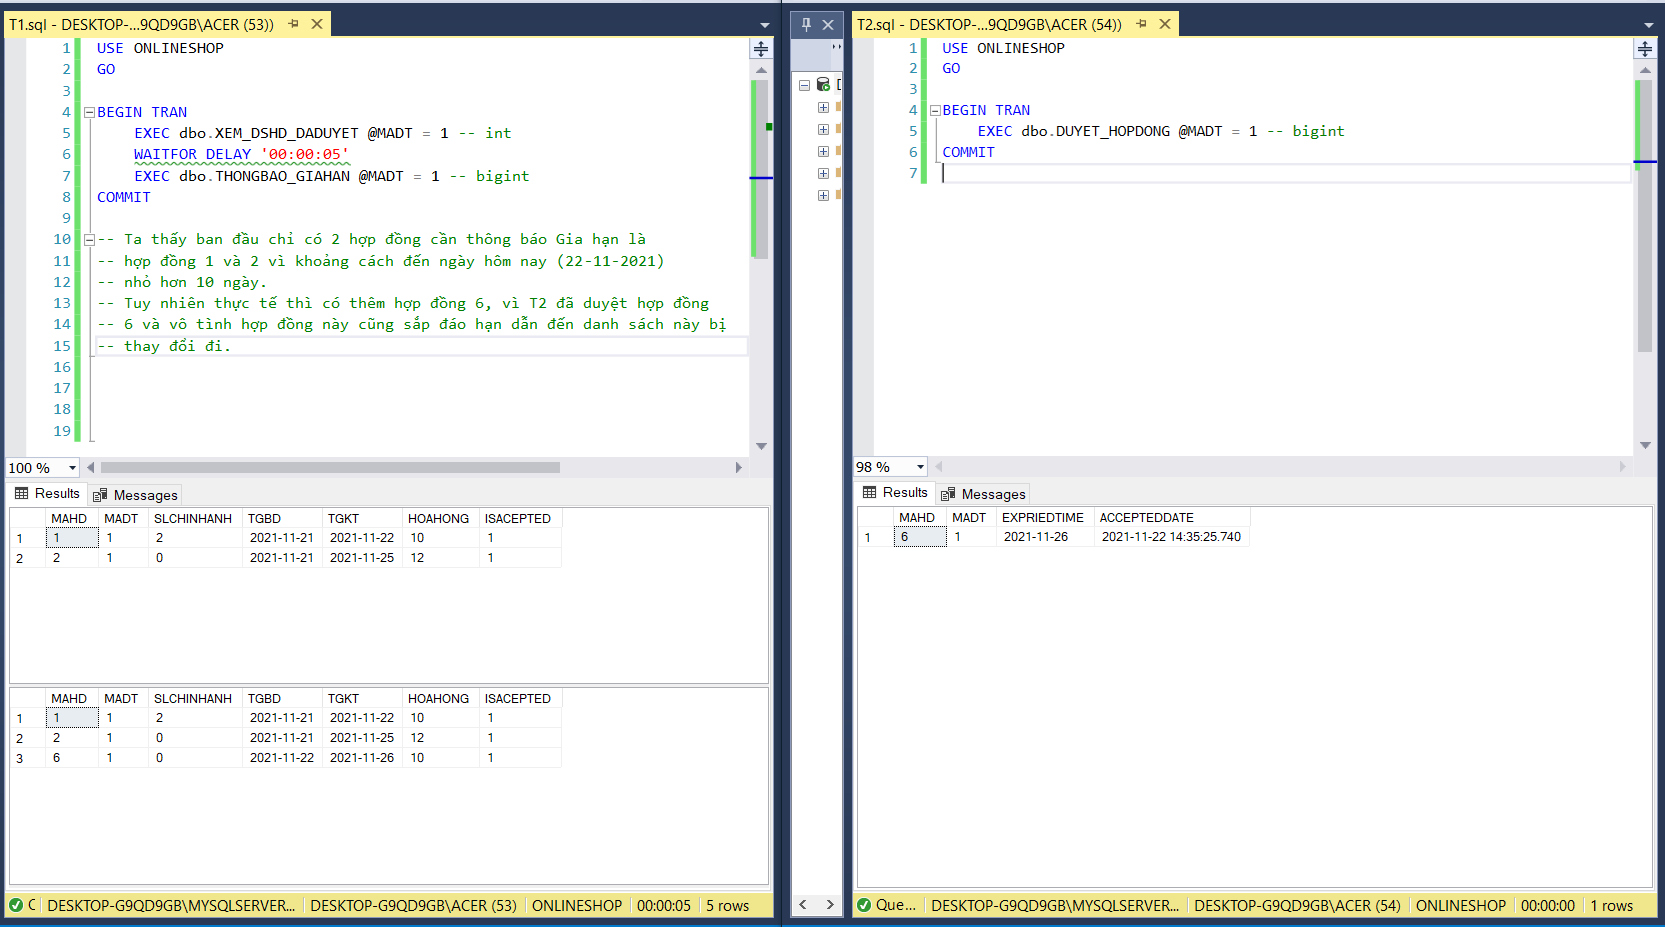 T1.sql - DESKTOP-...9QD9GB\ACER (53))
1 USE ONLINESHOP
2 GO
3
4 BEGIN TRAN
5 EXEC dbo.XEM_DSHD_DADUYET @MADT = 1 -- int
6 WAITFOR DELAY '00:00:05'
7 EXEC dbo.THONGBAO_GIAHAN @MADT = 1 -- bigint
8 COMMIT
9
10 -- Ta thấy ban đầu chỉ có 2 hợp đồng cần thông báo Gia hạn là
11 -- hợp đồng 1 và 2 vì khoảng cách đến ngày hôm nay (22-11-2021)
12 -- nhỏ hơn 10 ngày.
13 -- Tuy nhiên thực tế thì có thêm hợp đồng 6, vì T2 đã duyệt hợp đồng
14 -- 6 và vô tình hợp đồng này cũng sắp đáo hạn dẫn đến danh sách này bị
15 -- thay đổi đi.
16
17
18
19
100 %
Results Messages
MAHD MADT SLCHINHANH TGBD TGKT HOAHONG ISACEPTED
1 1 1 2 2021-11-21 2021-11-22 10 1
2 2 1 0 2021-11-21 2021-11-25 12 1
MAHD MADT SLCHINHANH TGBD TGKT HOAHONG ISACEPTED
1 1 1 2 2021-11-21 2021-11-22 10 1
2 2 1 0 2021-11-21 2021-11-25 12 1
3 6 1 0 2021-11-22 2021-11-26 10 1
DESKTOP-G9QD9GB\MYSQLSERVER... DESKTOP-G9QD9GB\ACER (53) ONLINESHOP 00:00:05 5 rows
T2.sql - DESKTOP-...9QD9GB\ACER (54))
1 USE ONLINESHOP
2 GO
3
4 BEGIN TRAN
5 EXEC dbo.DUYET_HOPDONG @MADT = 1 -- bigint
6 COMMIT
7
98 %
Results Messages
MAHD MADT EXPRIEDTIME ACCEPTEDDATE
1 6 1 2021-11-26 2021-11-22 14:35:25.740
Que... DESKTOP-G9QD9GB\MYSQLSERVER... DESKTOP-G9QD9GB\ACER (54) ONLINESHOP 00:00:00 1 rows